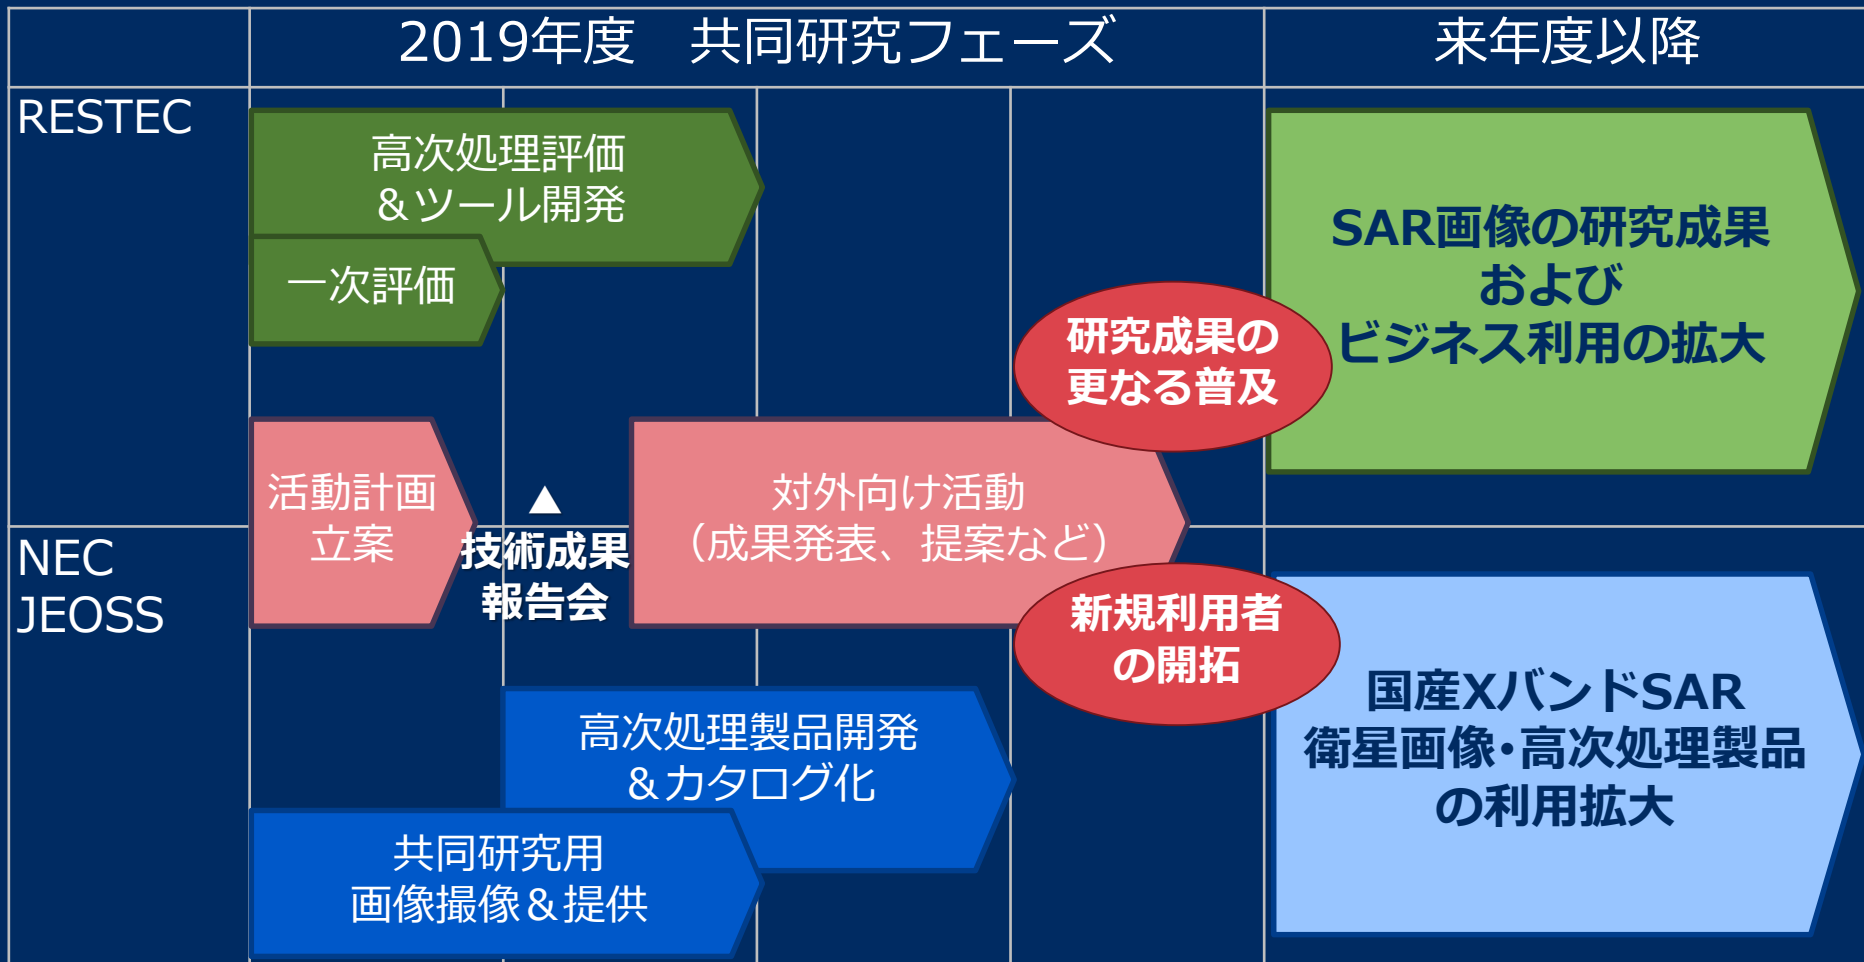 2019年度　共同研究フェーズ
来年度以降
RESTEC
高次処理評価
＆ツール開発
一次評価
SAR画像の研究成果
および
ビジネス利用の拡大
研究成果の
更なる普及
活動計画
立案
▲
技術成果
報告会
対外向け活動
（成果発表、提案など）
NEC
JEOSS
新規利用者
の開拓
高次処理製品開発
＆カタログ化
国産XバンドSAR
衛星画像・高次処理製品
の利用拡大
共同研究用
画像撮像＆提供